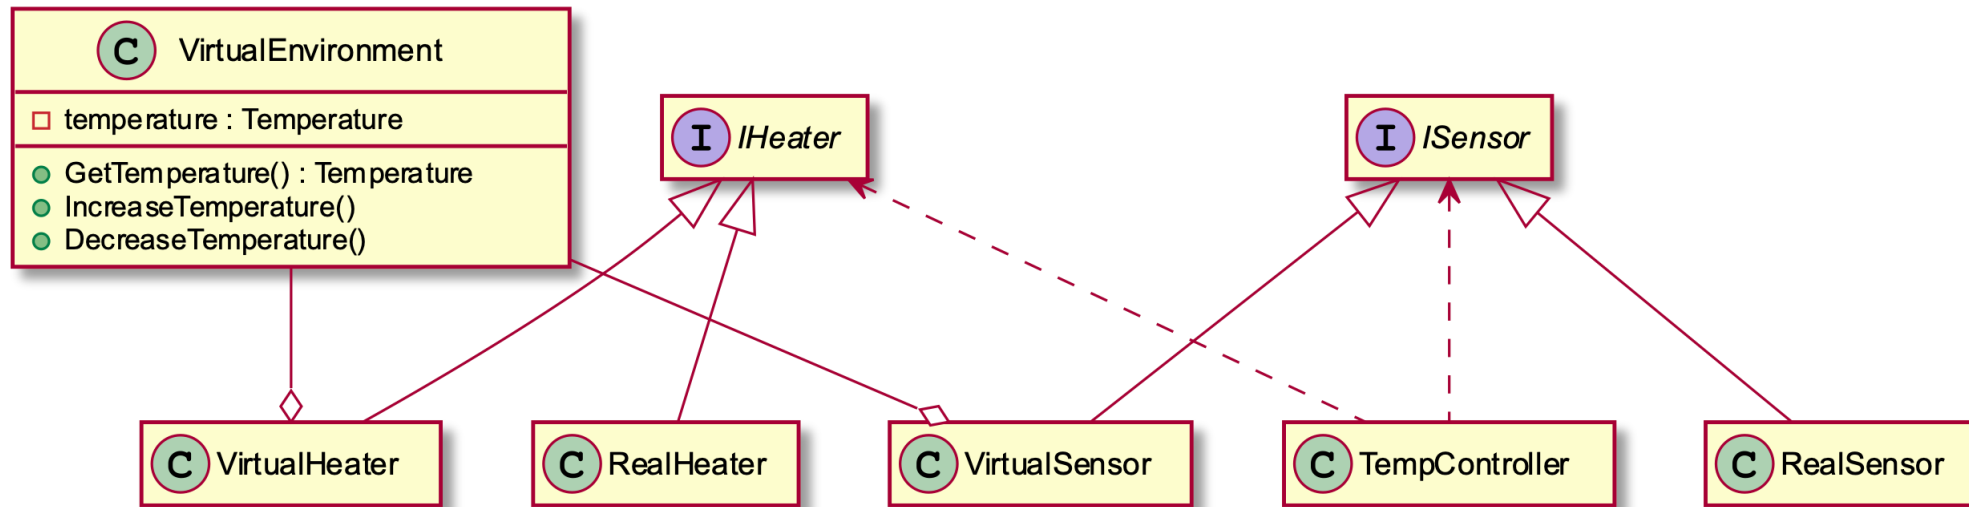 C VirtualEnvironment
temperature : Temperature
GetTemperature() : Temperature
IncreaseTemperature()
DecreaseTemperature()
I IHeater
I ISensor
C VirtualHeater
C RealHeater
C VirtualSensor
C TempController
C RealSensor